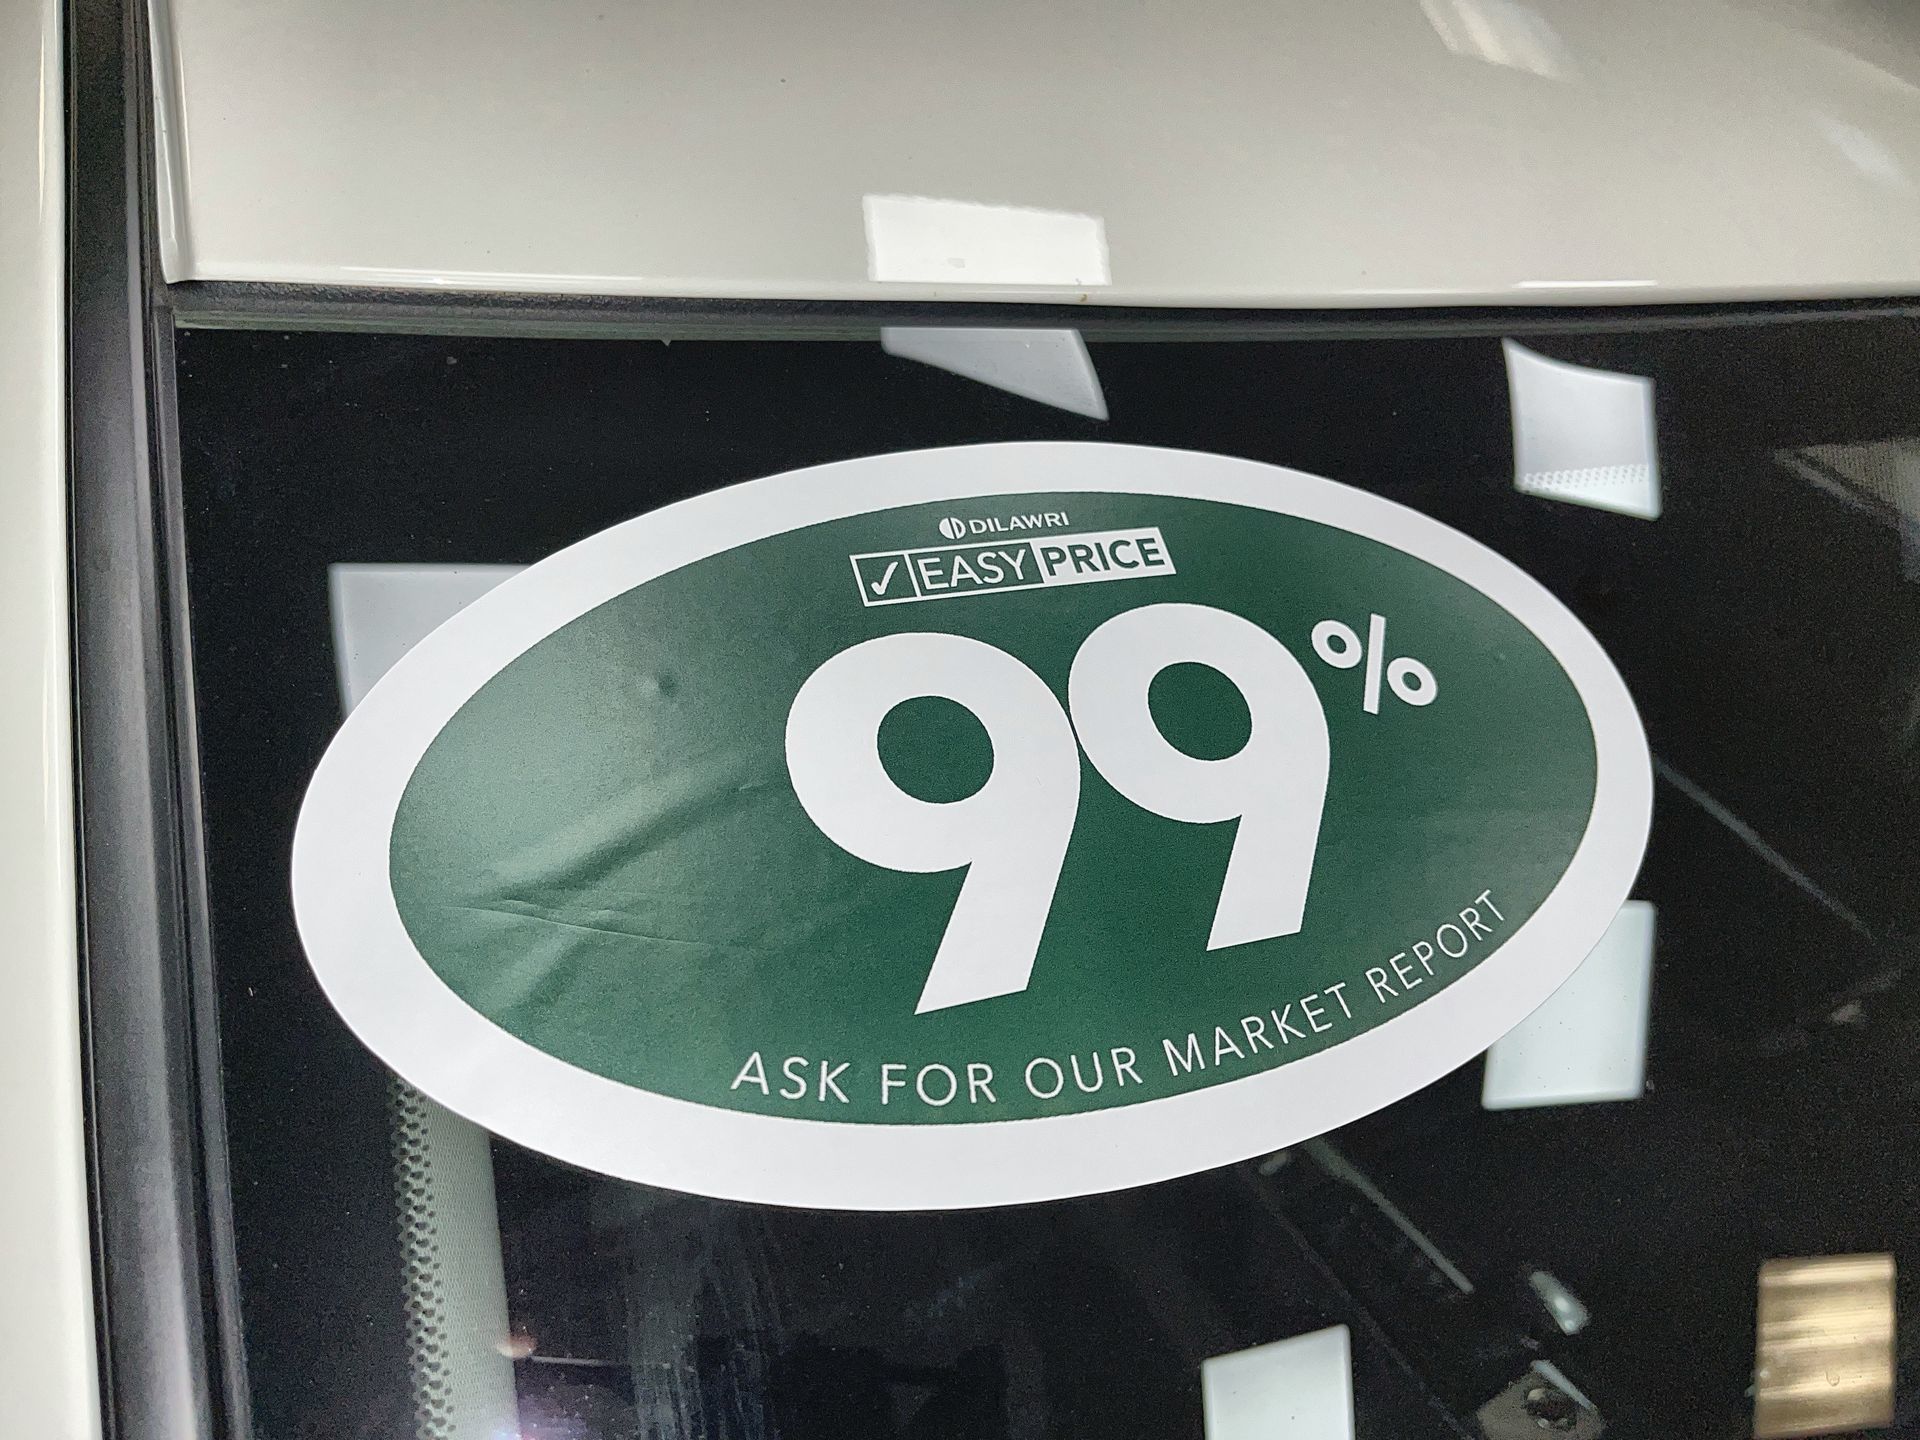 DILAWRI
✓ EASY PRICE
99%
ASK FOR OUR MARKET REPORT